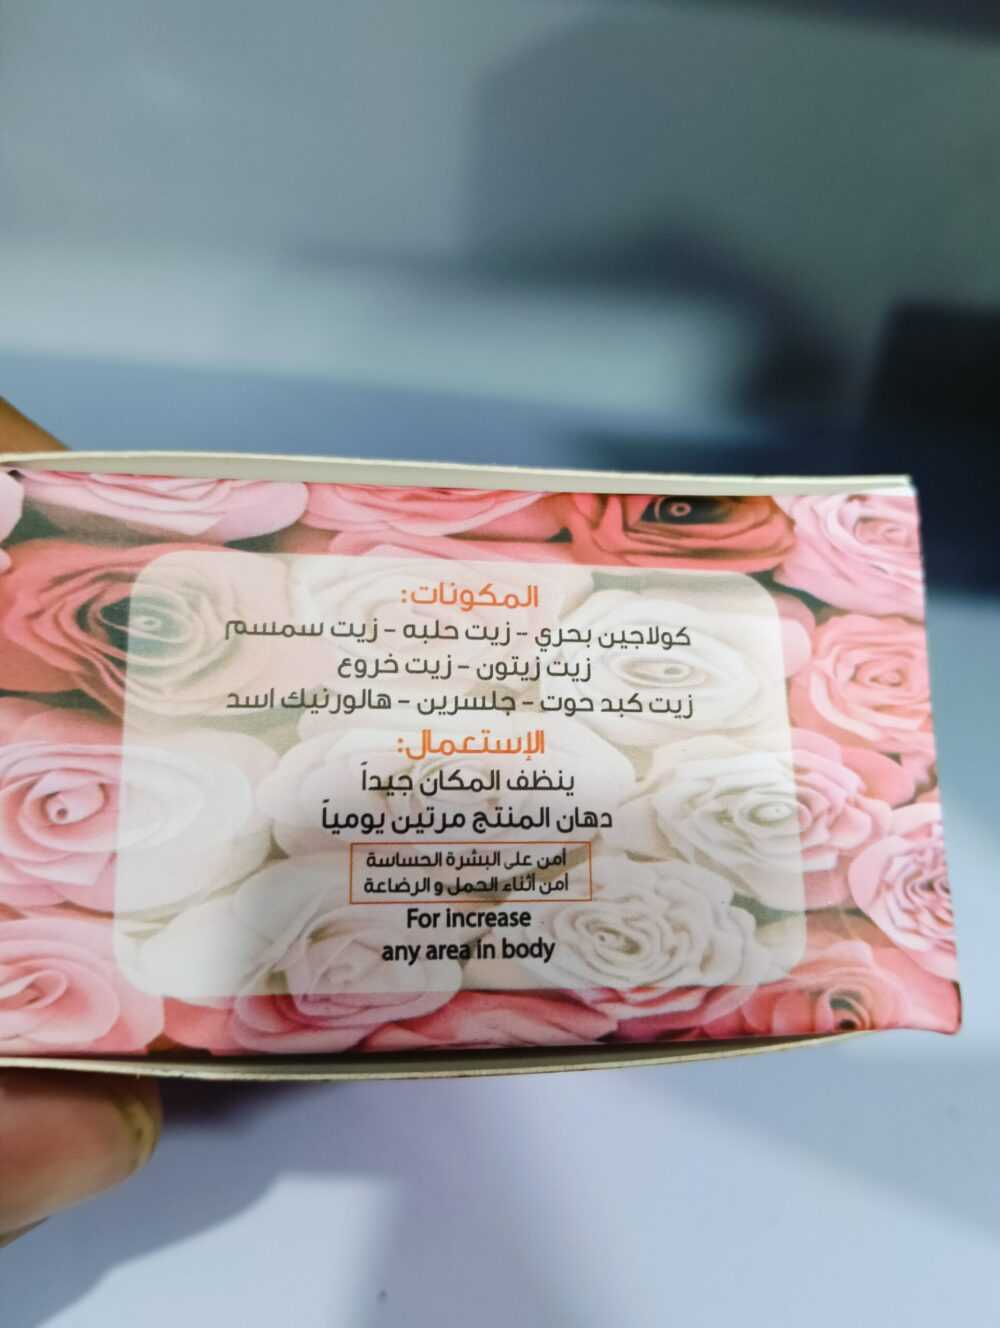 المكونات:
كولاجين بحري - زيت حلبه - زيت سمسم
زيت زيتون - زيت خروع
زيت كبد حوت - جلسرين - هالورنيك اسد
الإستعمال:
ينظف المكان جيداً
دهان المنتج مرتين يومياً
أمن على البشرة الحساسة
أمن أثناء الحمل و الرضاعة
For increase
any area in body